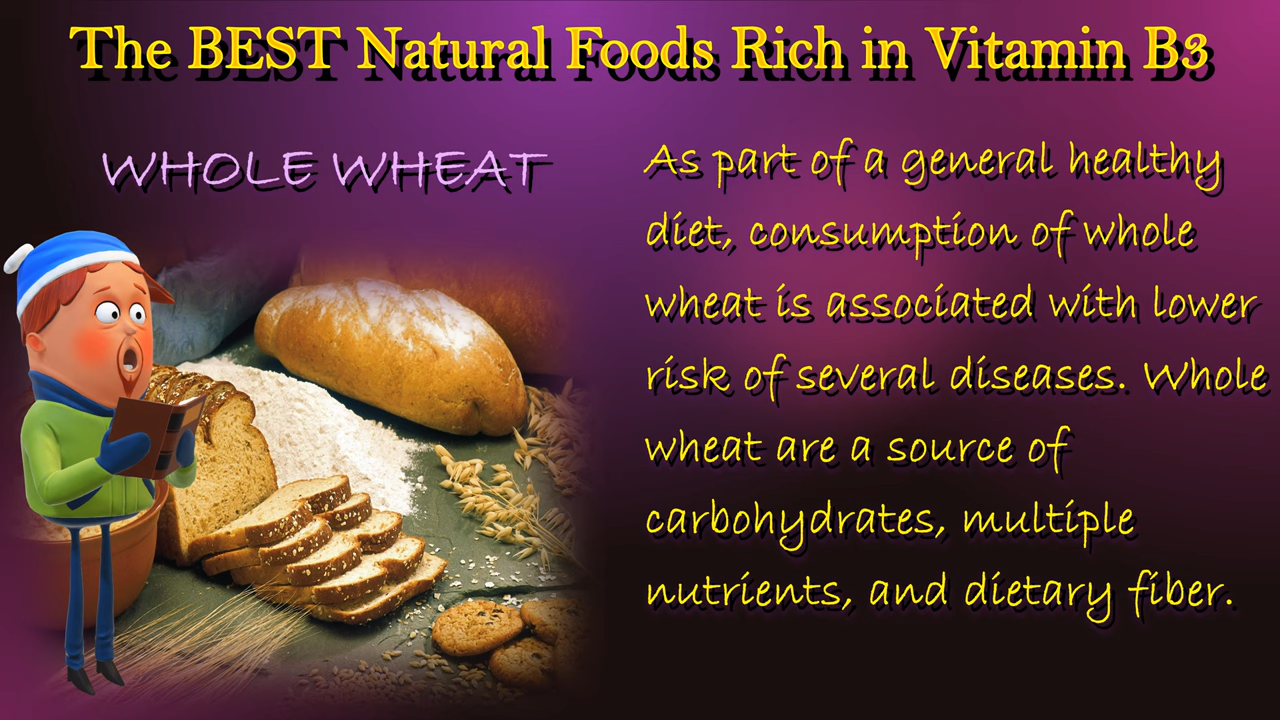 The BEST Natural Foods Rich in Vitamin B3
WHOLE WHEAT
As part of a general healthy
diet, consumption of whole
wheat is associated with lower
risk of several diseases. Whole
wheat are a source of
carbohydrates, multiple
nutrients, and dietary fiber.